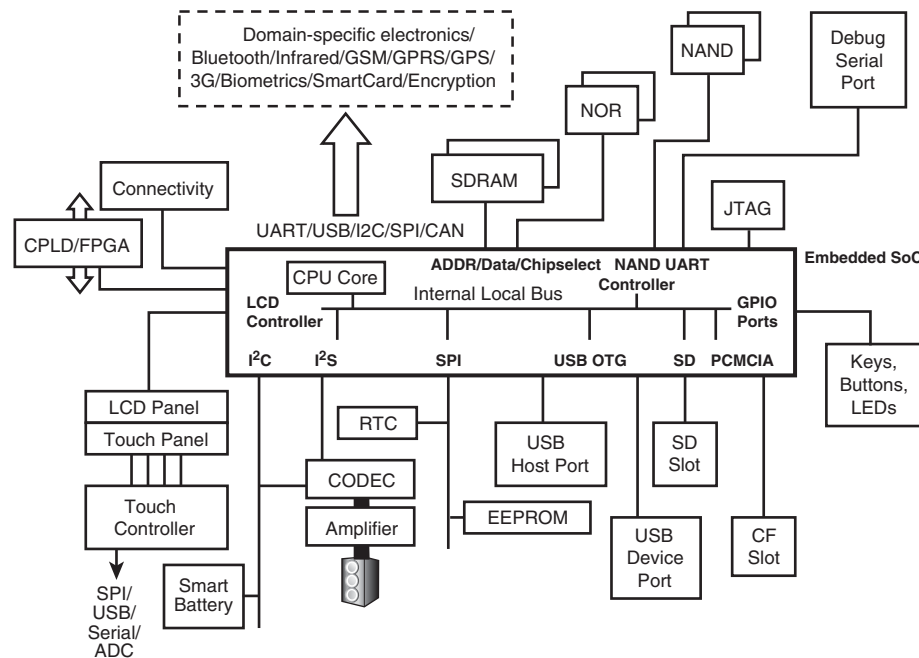 Domain-specific electronics/
Bluetooth/Infrared/GSM/GPRS/GPS/
3G/Biometrics/SmartCard/Encryption
NAND
Debug
Serial
Port
NOR
SDRAM
Connectivity
JTAG
CPLD/FPGA
UART/USB/I2C/SPI/CAN
Embedded SoC
ADDR/Data/Chipselect
NAND UART
Controller
CPU Core
Internal Local Bus
LCD
Controller
GPIO
Ports
I²C
I²S
SPI
USB OTG
SD
PCMCIA
Keys,
Buttons,
LEDs
LCD Panel
Touch Panel
RTC
USB
Host Port
SD
Slot
CODEC
Touch
Controller
Amplifier
EEPROM
USB
Device
Port
CF
Slot
Smart
Battery
SPI/
USB/
Serial/
ADC